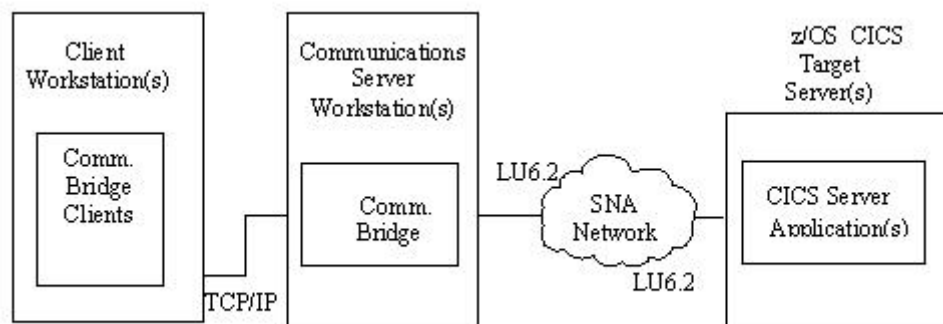 Client
Workstation(s)
Comm.
Bridge
Clients
TCP/IP
Communications
Server
Workstation(s)
Comm.
Bridge
LU6.2
SNA
Network
LU6.2
z/OS CICS
Target
Server(s)
CICS Server
Application(s)